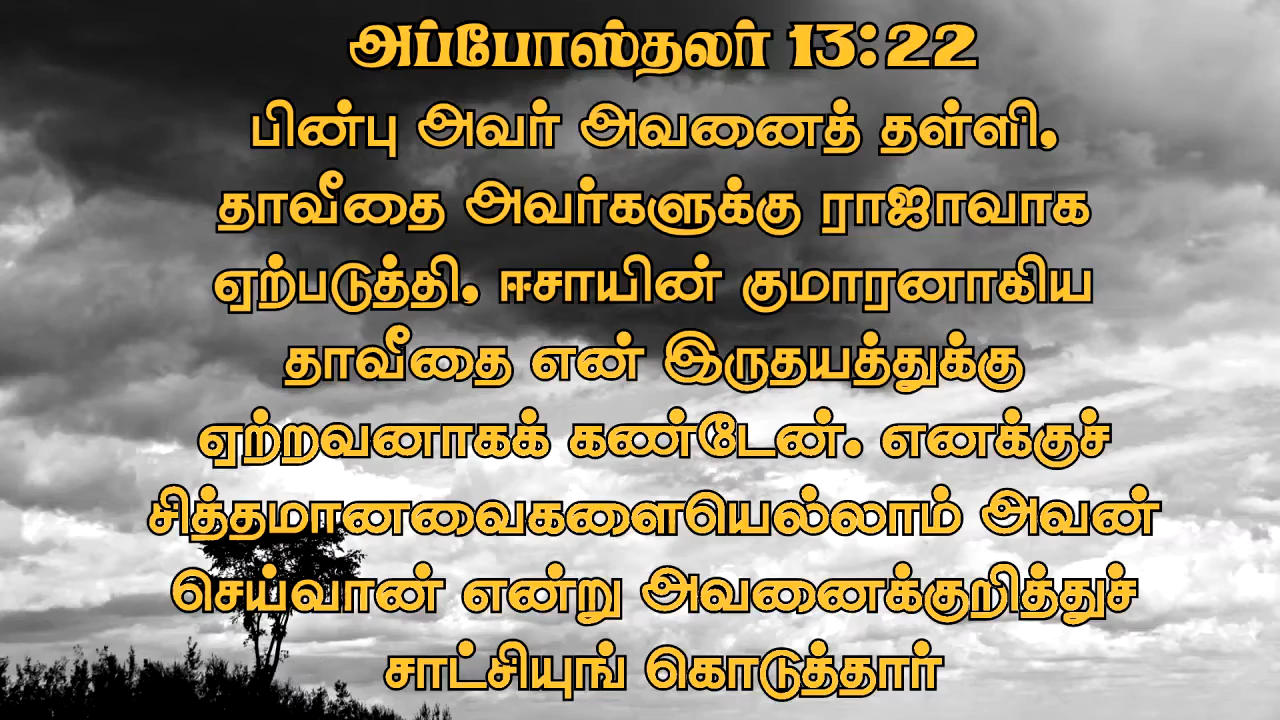 அப்போஸ்தலர் 13:22
பின்பு அவர் அவனைத் தள்ளி,
தாவீதை அவர்களுக்கு ராஜாவாக
ஏற்படுத்தி, ஈசாயின் குமாரனாகிய
தாவீதை என் இருதயத்துக்கு
ஏற்றவனாகக் கண்டேன். எனக்குச்
சித்தமானவைகளையெல்லாம் அவன்
செய்வான் என்று அவனைக்குறித்துச்
சாட்சியுங் கொடுத்தார்